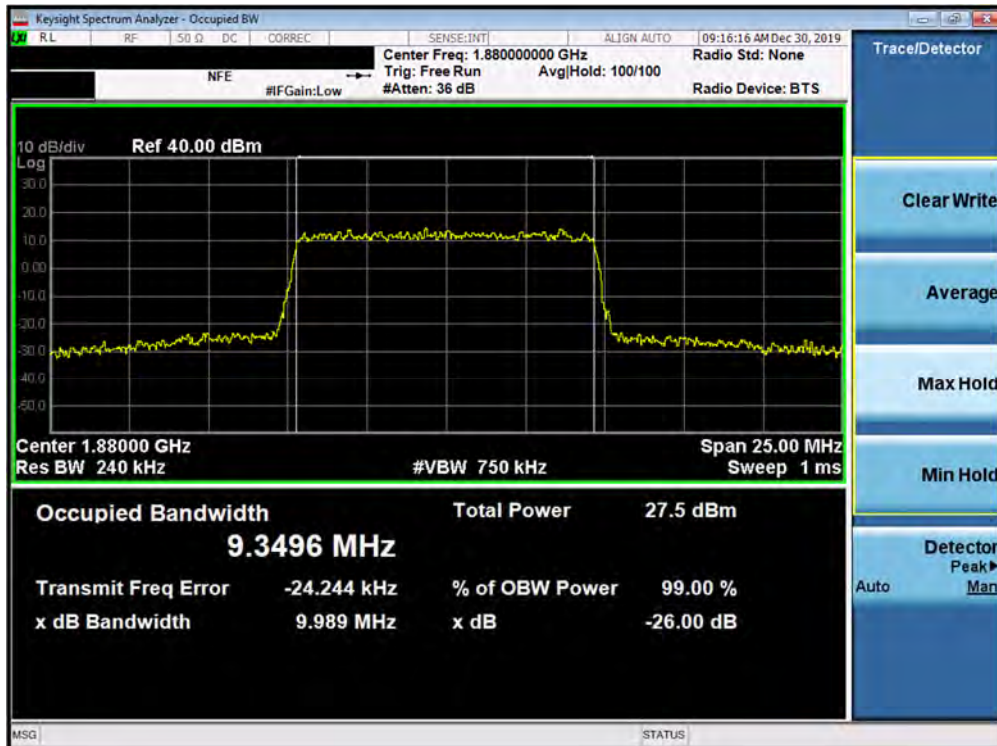 Keysight Spectrum Analyzer - Occupied BW
RL RF 50 Ω DC CORREC SENSE:INT ALIGN AUTO 09:16:16 AM Dec 30, 2019
Center Freq: 1.880000000 GHz Radio Std: None
NFE Trig: Free Run Avg|Hold: 100/100
#IFGain:Low #Atten: 36 dB Radio Device: BTS
10 dB/div Ref 40.00 dBm
Log
30.0
20.0
10.0
0.00
-10.0
-20.0
-30.0
-40.0
-50.0
Center 1.88000 GHz Span 25.00 MHz
Res BW 240 kHz #VBW 750 kHz Sweep 1 ms
Occupied Bandwidth Total Power 27.5 dBm
9.3496 MHz
Transmit Freq Error -24.244 kHz % of OBW Power 99.00 %
x dB Bandwidth 9.989 MHz x dB -26.00 dB
MSG STATUS
Trace/Detector
Clear Write
Average
Max Hold
Min Hold
Detector
Peak▶
Auto Man